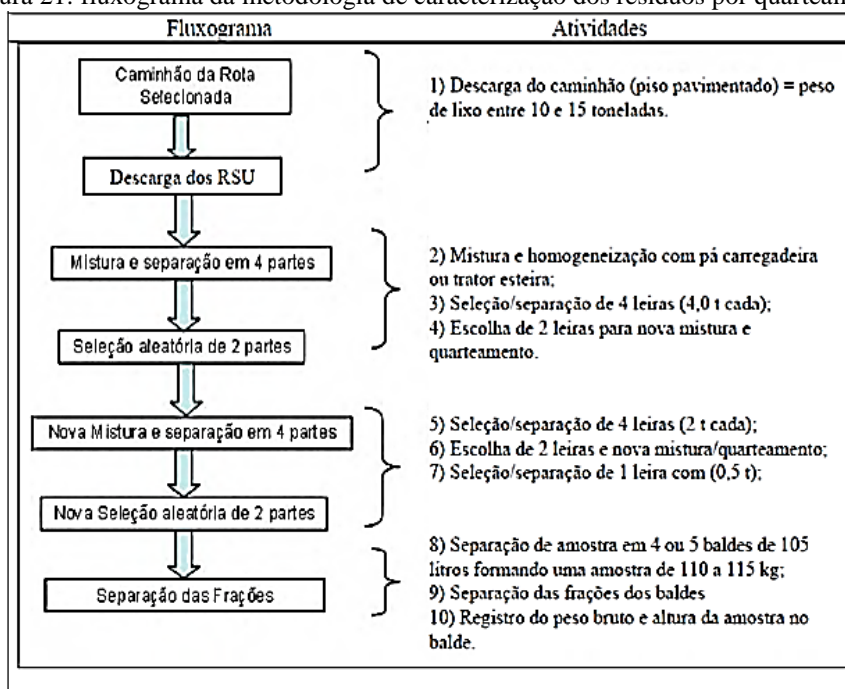 ura 21: fluxograma da metodologia de caracterização dos resíduos por quarteam
Fluxograma
Atividades
Caminhão da Rota
Selecionada
Descarga dos RSU
Mistura e separação em 4 partes
Seleção aleatória de 2 partes
Nova Mistura e separação em 4 partes
Nova Seleção aleatória de 2 partes
Separação das Frações
1) Descarga do caminhão (piso pavimentado) = peso
de lixo entre 10 e 15 toneladas.
2) Mistura e homogeneização com pá carregadeira
ou trator esteira;
3) Seleção/separação de 4 leiras (4,0 t cada);
4) Escolha de 2 leiras para nova mistura e
quarteamento.
5) Seleção/separação de 4 leiras (2 t cada);
6) Escolha de 2 leiras e nova mistura/quarteamento;
7) Seleção/separação de 1 leira com (0,5 t);
8) Separação de amostra em 4 ou 5 baldes de 105
litros formando uma amostra de 110 a 115 kg;
9) Separação das frações dos baldes
10) Registro do peso bruto e altura da amostra no
balde.